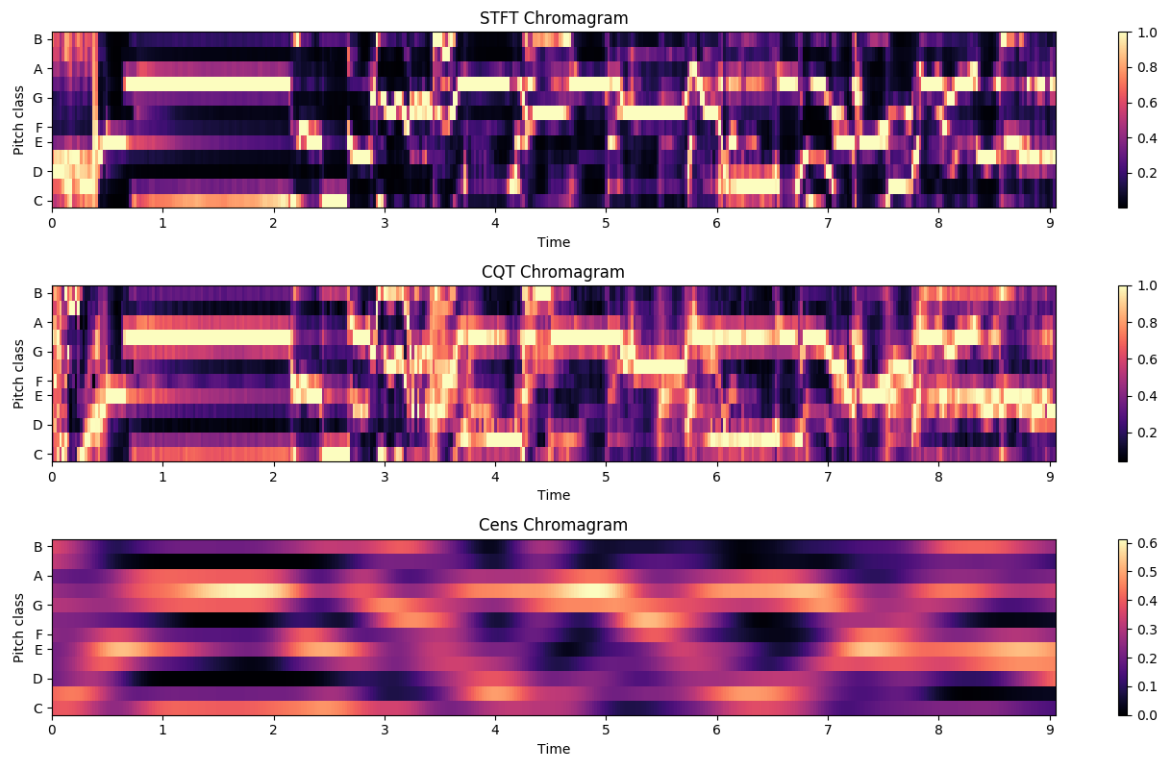 STFT Chromagram
B
A
G
F
E
D
C
Pitch class
0 1 2 3 4 5 6 7 8 9
Time
1.0
0.8
0.6
0.4
0.2
CQT Chromagram
B
A
G
F
E
D
C
Pitch class
0 1 2 3 4 5 6 7 8 9
Time
1.0
0.8
0.6
0.4
0.2
Cens Chromagram
B
A
G
F
E
D
C
Pitch class
0 1 2 3 4 5 6 7 8 9
Time
0.6
0.5
0.4
0.3
0.2
0.1
0.0